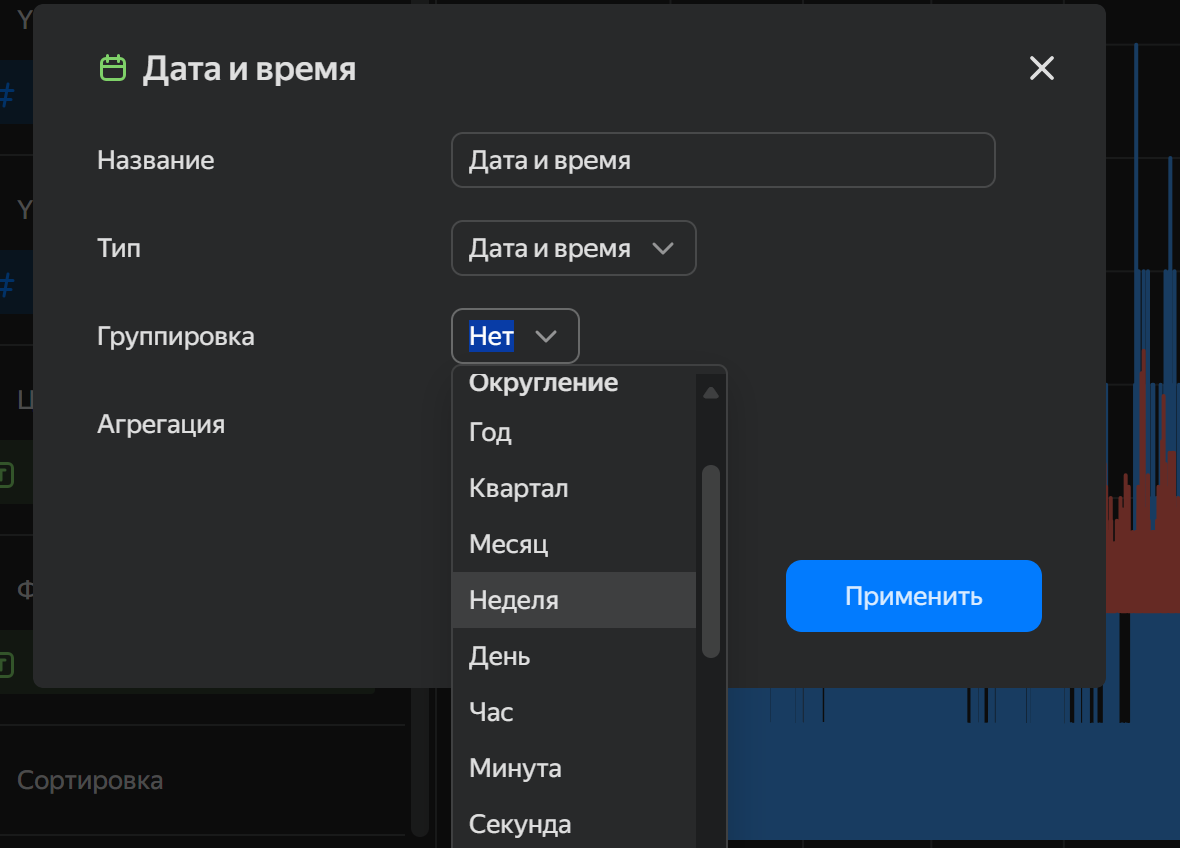 Дата и время
Название
Дата и время
Тип
Дата и время
Группировка
Нет
Округление
Агрегация
Год
Квартал
Месяц
Неделя
Применить
День
Час
Минута
Сортировка
Секунда